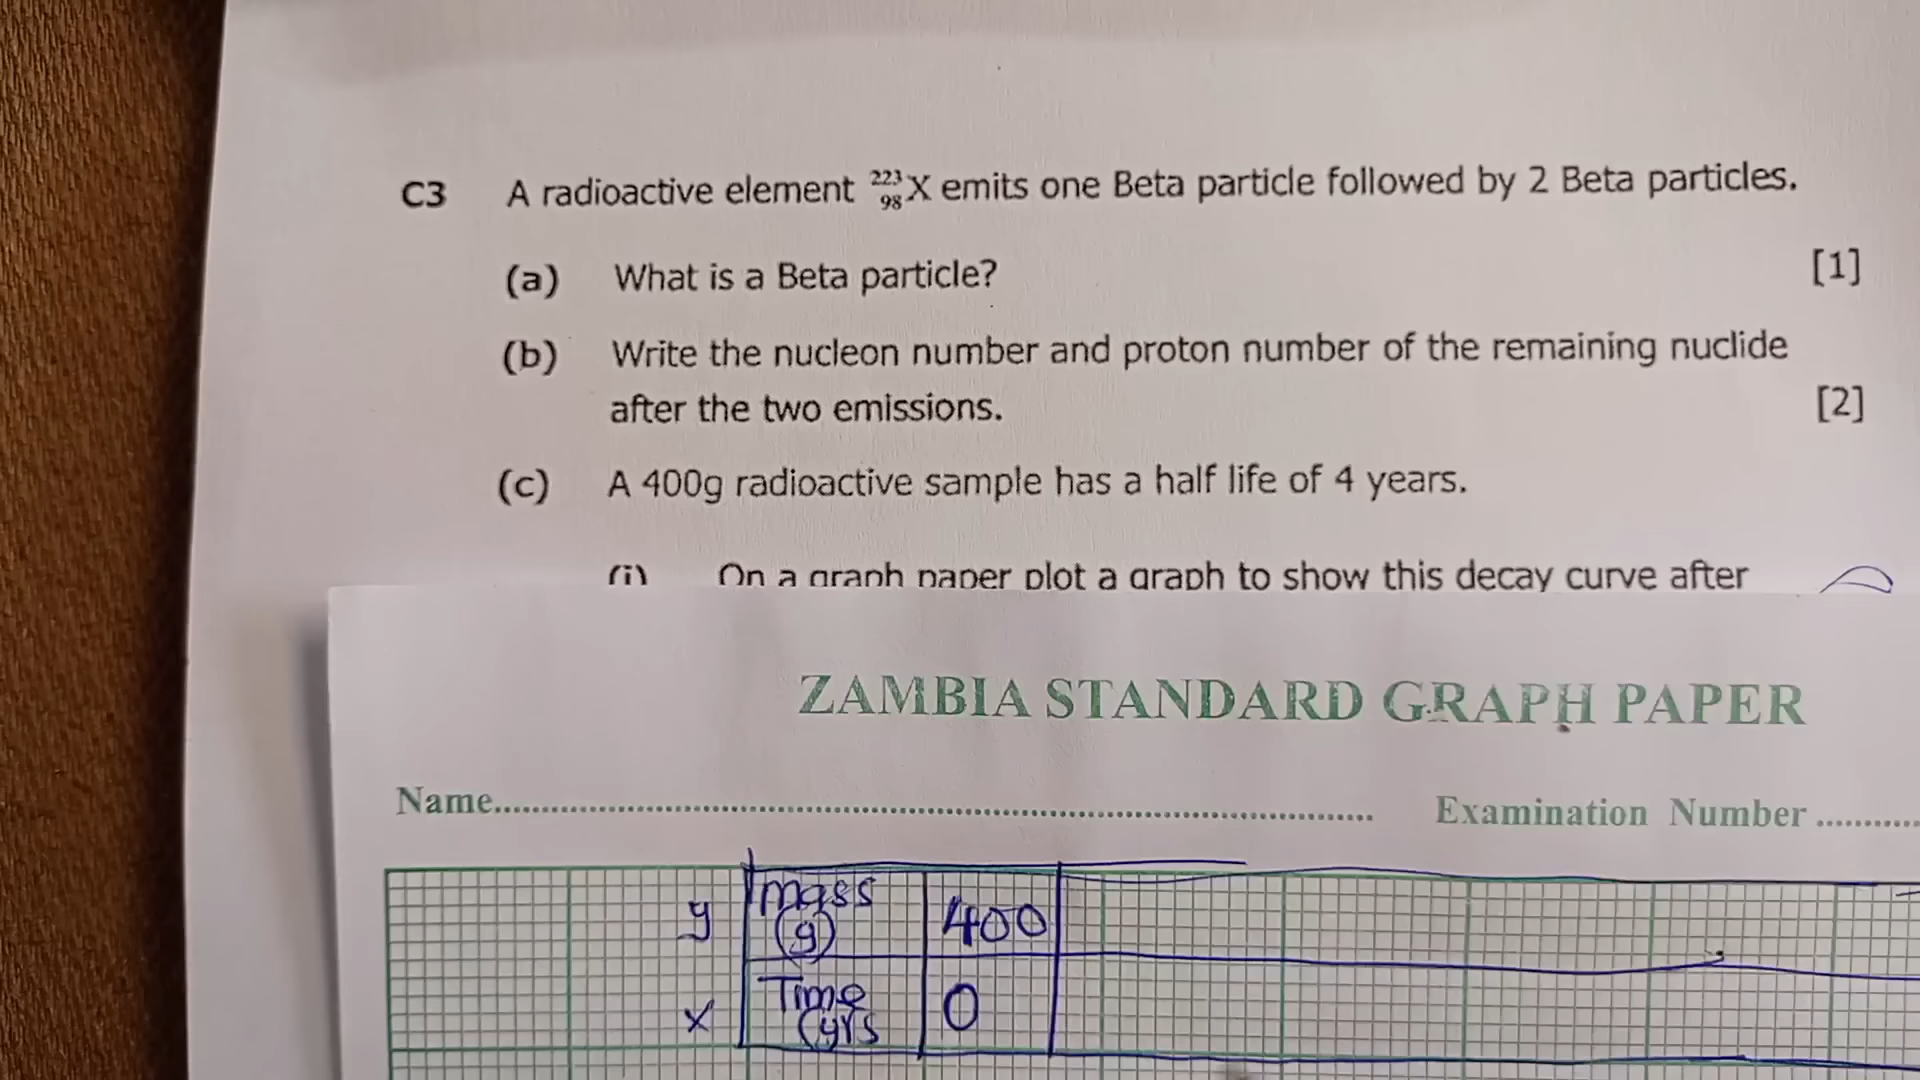 C3 A radioactive element ²²³₉₈X emits one Beta particle followed by 2 Beta particles.
(a) What is a Beta particle? [1]
(b) Write the nucleon number and proton number of the remaining nuclide
after the two emissions. [2]
(c) A 400g radioactive sample has a half life of 4 years.
(i) On a graph paper plot a graph to show this decay curve after
ZAMBIA STANDARD GRAPH PAPER
Name........................ Examination Number ............
y mass (g) 400
x Time (yrs 0